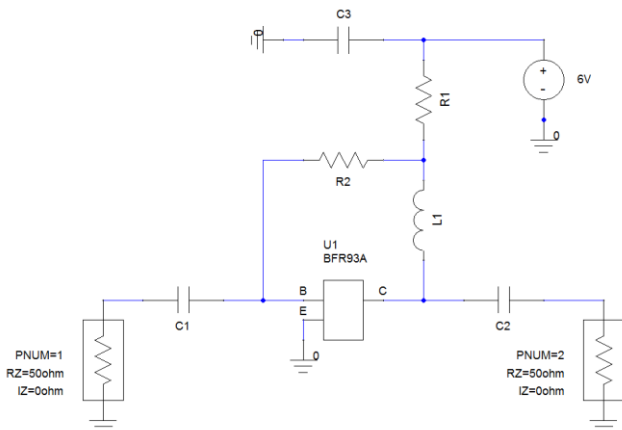 C3
0
6V
R1
0
R2
L1
U1
BFR93A
B
C
E
C1
C2
0
PNUM=1
RZ=50ohm
IZ=0ohm
PNUM=2
RZ=50ohm
IZ=0ohm